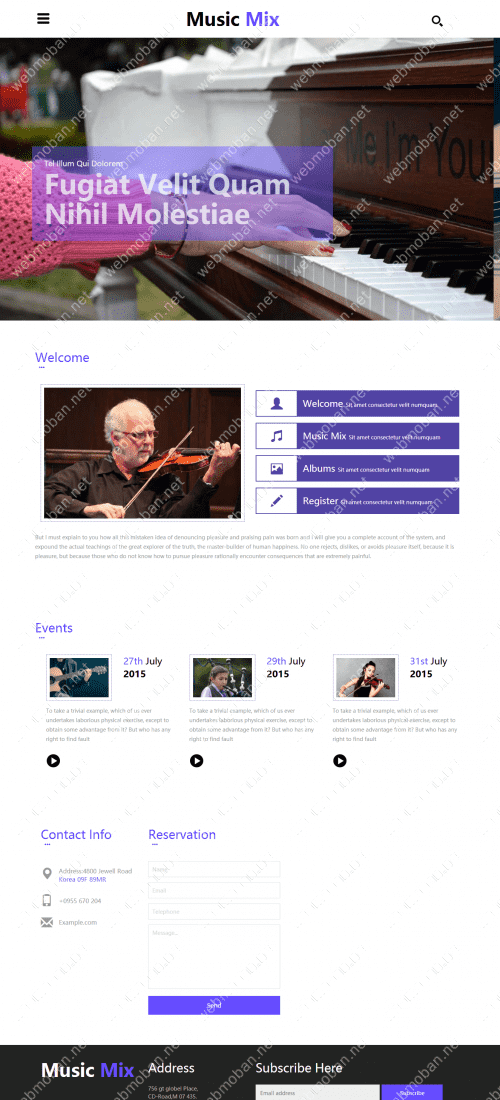 Music Mix
Me I'm You
Tel Illum Qui Dolorem
Fugiat Velit Quam
Nihil Molestiae
Welcome
Welcome Sit amet consectetur velit numquam
Music Mix Sit amet consectetur velit numquam
Albums Sit amet consectetur velit numquam
Register Sit amet consectetur velit numquam
But I must explain to you how all this mistaken idea of denouncing pleasure and praising pain was born and I will give you a complete account of the system, and
expound the actual teachings of the great explorer of the truth, the master-builder of human happiness. No one rejects, dislikes, or avoids pleasure itself, because it is
pleasure, but because those who do not know how to pursue pleasure rationally encounter consequences that are extremely painful.
Events
27th July
2015
To take a trivial example, which of us ever
undertakes laborious physical exercise, except to
obtain some advantage from it? But who has any
right to find fault
29th July
2015
To take a trivial example, which of us ever
undertakes laborious physical exercise, except to
obtain some advantage from it? But who has any
right to find fault
31st July
2015
To take a trivial example, which of us ever
undertakes laborious physical exercise, except to
obtain some advantage from it? But who has any
right to find fault
Contact Info
Address:4800 Jewell Road
Korea 09F 89MR
+0955 670 204
Example.com
Reservation
Name
Email
Telephone
Message...
Send
Music Mix
Address
756 gt globel Place,
CD-Road,M 07 435.
Subscribe Here
Email address
Subscribe
webmoban.net